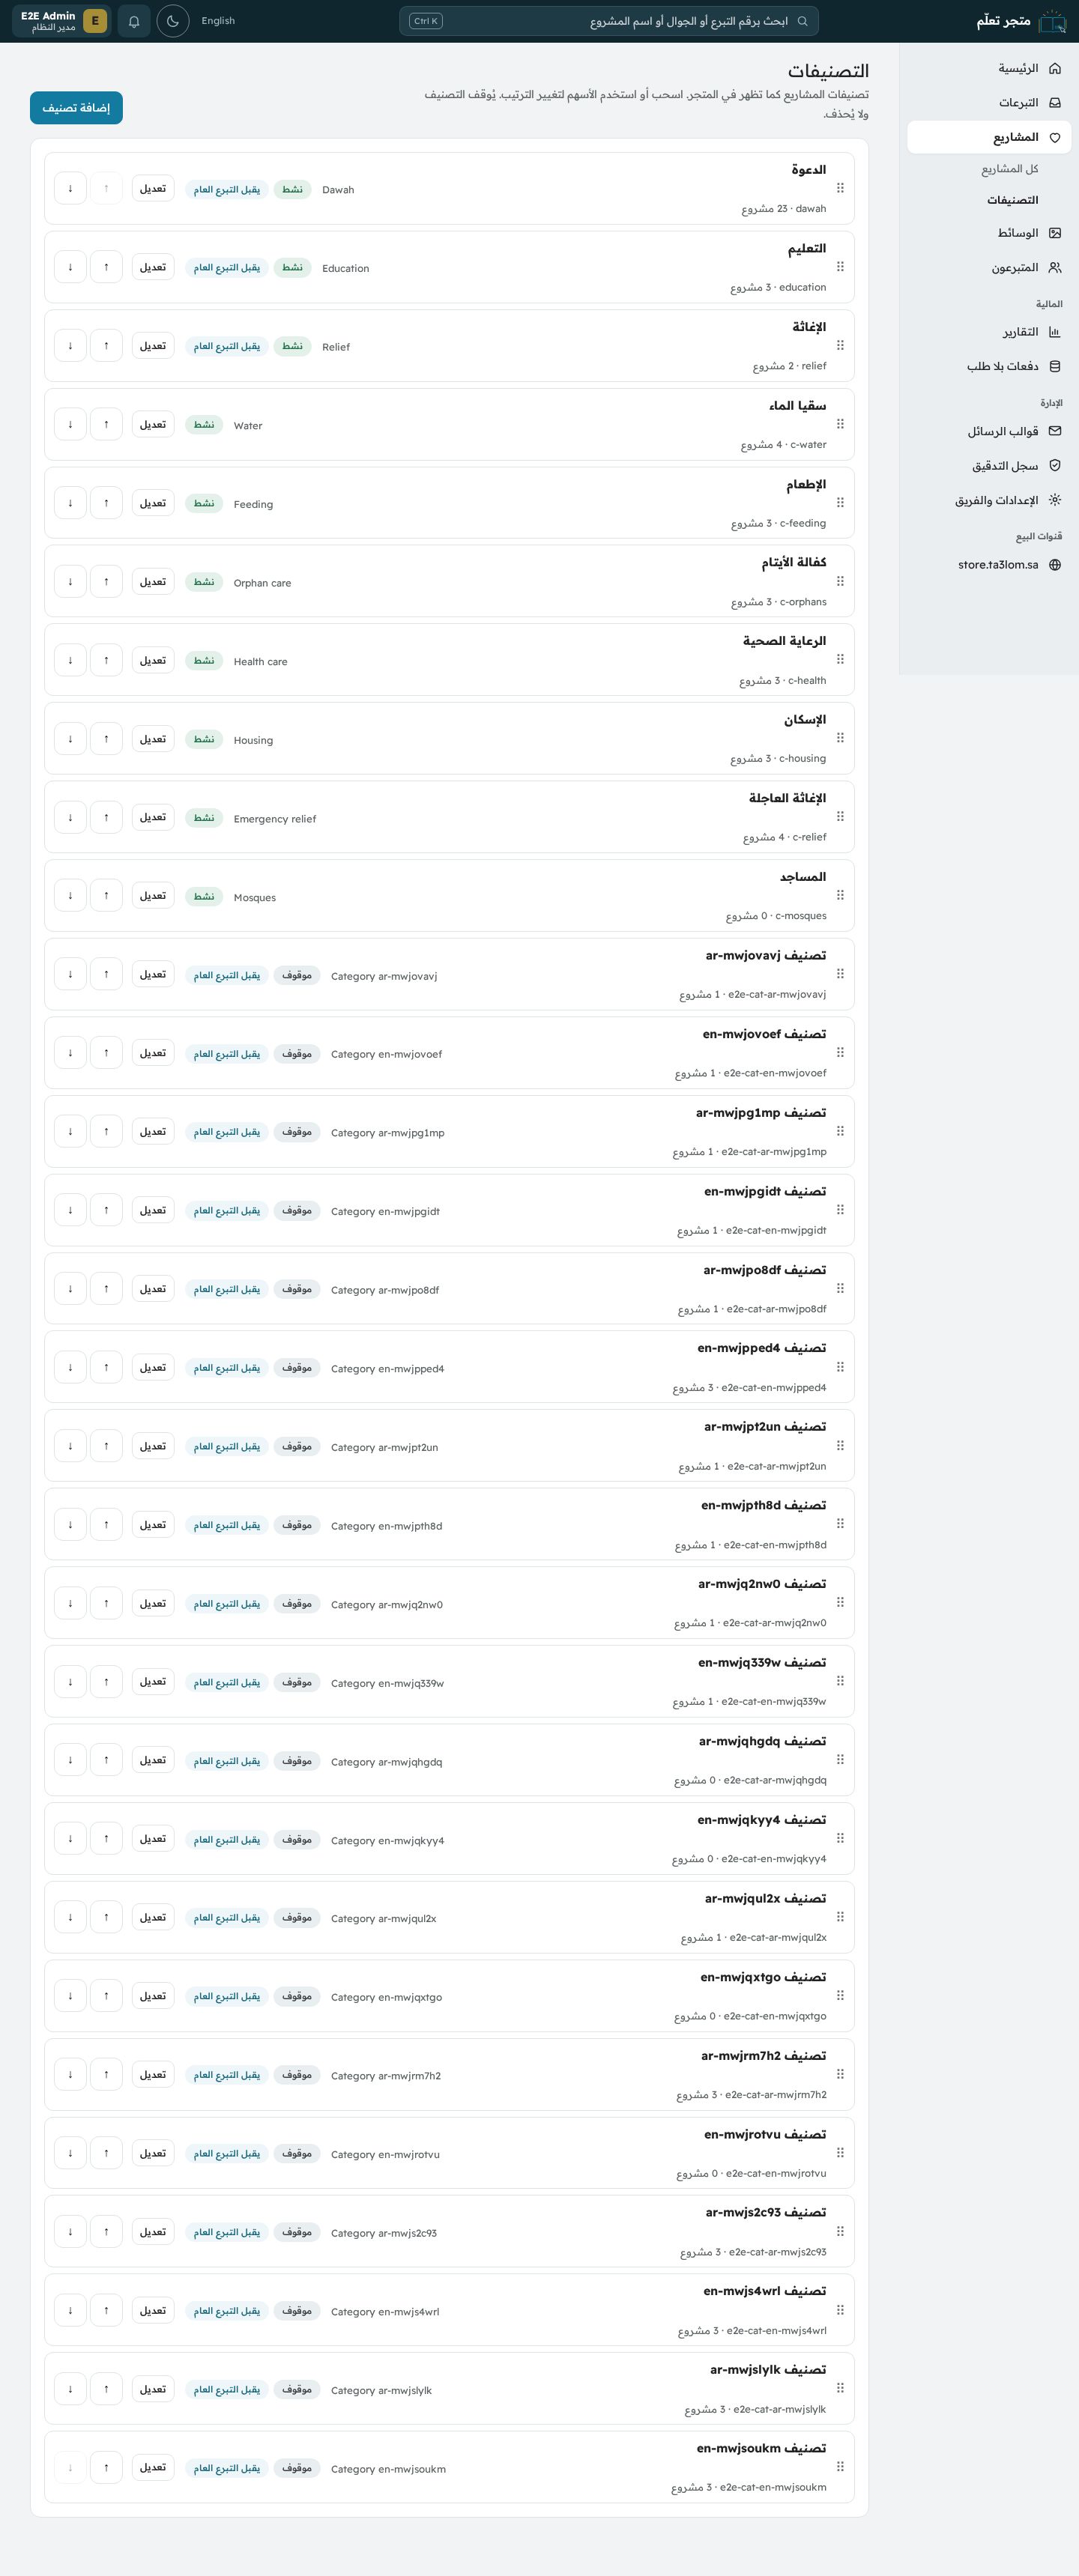 متجر تعلّم
ابحث برقم التبرع أو الجوال أو اسم المشروع
Ctrl K
English
E
E2E Admin
مدير النظام
الرئيسية
التبرعات
المشاريع
كل المشاريع
التصنيفات
الوسائط
المتبرعون
المالية
التقارير
دفعات بلا طلب
الإدارة
قوالب الرسائل
سجل التدقيق
الإعدادات والفريق
قنوات البيع
store.ta3lom.sa
التصنيفات
تصنيفات المشاريع كما تظهر في المتجر. اسحب أو استخدم الأسهم لتغيير الترتيب. يُوقف التصنيف
ولا يُحذف.
إضافة تصنيف
الدعوة
dawah · 23 مشروع
Dawah
نشط
يقبل التبرع العام
تعديل
↑
↓
التعليم
education · 3 مشروع
Education
نشط
يقبل التبرع العام
تعديل
↑
↓
الإغاثة
relief · 2 مشروع
Relief
نشط
يقبل التبرع العام
تعديل
↑
↓
سقيا الماء
c-water · 4 مشروع
Water
نشط
تعديل
↑
↓
الإطعام
c-feeding · 3 مشروع
Feeding
نشط
تعديل
↑
↓
كفالة الأيتام
c-orphans · 3 مشروع
Orphan care
نشط
تعديل
↑
↓
الرعاية الصحية
c-health · 3 مشروع
Health care
نشط
تعديل
↑
↓
الإسكان
c-housing · 3 مشروع
Housing
نشط
تعديل
↑
↓
الإغاثة العاجلة
c-relief · 4 مشروع
Emergency relief
نشط
تعديل
↑
↓
المساجد
c-mosques · 0 مشروع
Mosques
نشط
تعديل
↑
↓
تصنيف ar-mwjovavj
e2e-cat-ar-mwjovavj · 1 مشروع
Category ar-mwjovavj
موقوف
يقبل التبرع العام
تعديل
↑
↓
تصنيف en-mwjovoef
e2e-cat-en-mwjovoef · 1 مشروع
Category en-mwjovoef
موقوف
يقبل التبرع العام
تعديل
↑
↓
تصنيف ar-mwjpg1mp
e2e-cat-ar-mwjpg1mp · 1 مشروع
Category ar-mwjpg1mp
موقوف
يقبل التبرع العام
تعديل
↑
↓
تصنيف en-mwjpgidt
e2e-cat-en-mwjpgidt · 1 مشروع
Category en-mwjpgidt
موقوف
يقبل التبرع العام
تعديل
↑
↓
تصنيف ar-mwjpo8df
e2e-cat-ar-mwjpo8df · 1 مشروع
Category ar-mwjpo8df
موقوف
يقبل التبرع العام
تعديل
↑
↓
تصنيف en-mwjpped4
e2e-cat-en-mwjpped4 · 3 مشروع
Category en-mwjpped4
موقوف
يقبل التبرع العام
تعديل
↑
↓
تصنيف ar-mwjpt2un
e2e-cat-ar-mwjpt2un · 1 مشروع
Category ar-mwjpt2un
موقوف
يقبل التبرع العام
تعديل
↑
↓
تصنيف en-mwjpth8d
e2e-cat-en-mwjpth8d · 1 مشروع
Category en-mwjpth8d
موقوف
يقبل التبرع العام
تعديل
↑
↓
تصنيف ar-mwjq2nw0
e2e-cat-ar-mwjq2nw0 · 1 مشروع
Category ar-mwjq2nw0
موقوف
يقبل التبرع العام
تعديل
↑
↓
تصنيف en-mwjq339w
e2e-cat-en-mwjq339w · 1 مشروع
Category en-mwjq339w
موقوف
يقبل التبرع العام
تعديل
↑
↓
تصنيف ar-mwjqhgdq
e2e-cat-ar-mwjqhgdq · 0 مشروع
Category ar-mwjqhgdq
موقوف
يقبل التبرع العام
تعديل
↑
↓
تصنيف en-mwjqkyy4
e2e-cat-en-mwjqkyy4 · 0 مشروع
Category en-mwjqkyy4
موقوف
يقبل التبرع العام
تعديل
↑
↓
تصنيف ar-mwjqul2x
e2e-cat-ar-mwjqul2x · 1 مشروع
Category ar-mwjqul2x
موقوف
يقبل التبرع العام
تعديل
↑
↓
تصنيف en-mwjqxtgo
e2e-cat-en-mwjqxtgo · 0 مشروع
Category en-mwjqxtgo
موقوف
يقبل التبرع العام
تعديل
↑
↓
تصنيف ar-mwjrm7h2
e2e-cat-ar-mwjrm7h2 · 3 مشروع
Category ar-mwjrm7h2
موقوف
يقبل التبرع العام
تعديل
↑
↓
تصنيف en-mwjrotvu
e2e-cat-en-mwjrotvu · 0 مشروع
Category en-mwjrotvu
موقوف
يقبل التبرع العام
تعديل
↑
↓
تصنيف ar-mwjs2c93
e2e-cat-ar-mwjs2c93 · 3 مشروع
Category ar-mwjs2c93
موقوف
يقبل التبرع العام
تعديل
↑
↓
تصنيف en-mwjs4wrl
e2e-cat-en-mwjs4wrl · 3 مشروع
Category en-mwjs4wrl
موقوف
يقبل التبرع العام
تعديل
↑
↓
تصنيف ar-mwjslylk
e2e-cat-ar-mwjslylk · 3 مشروع
Category ar-mwjslylk
موقوف
يقبل التبرع العام
تعديل
↑
↓
تصنيف en-mwjsoukm
e2e-cat-en-mwjsoukm · 3 مشروع
Category en-mwjsoukm
موقوف
يقبل التبرع العام
تعديل
↑
↓